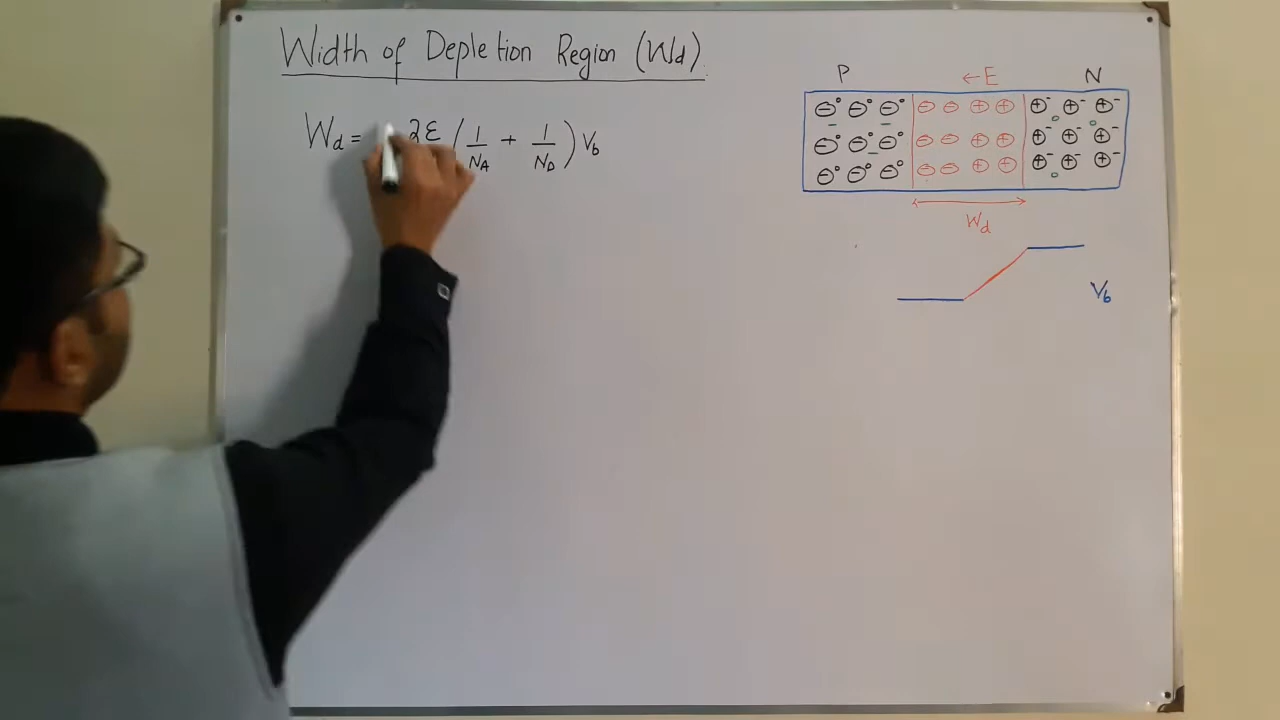 Width of Depletion Region (Wd)
P ←E N
Wd = 2ε ( 1/NA + 1/ND ) Vb
Wd
Vb